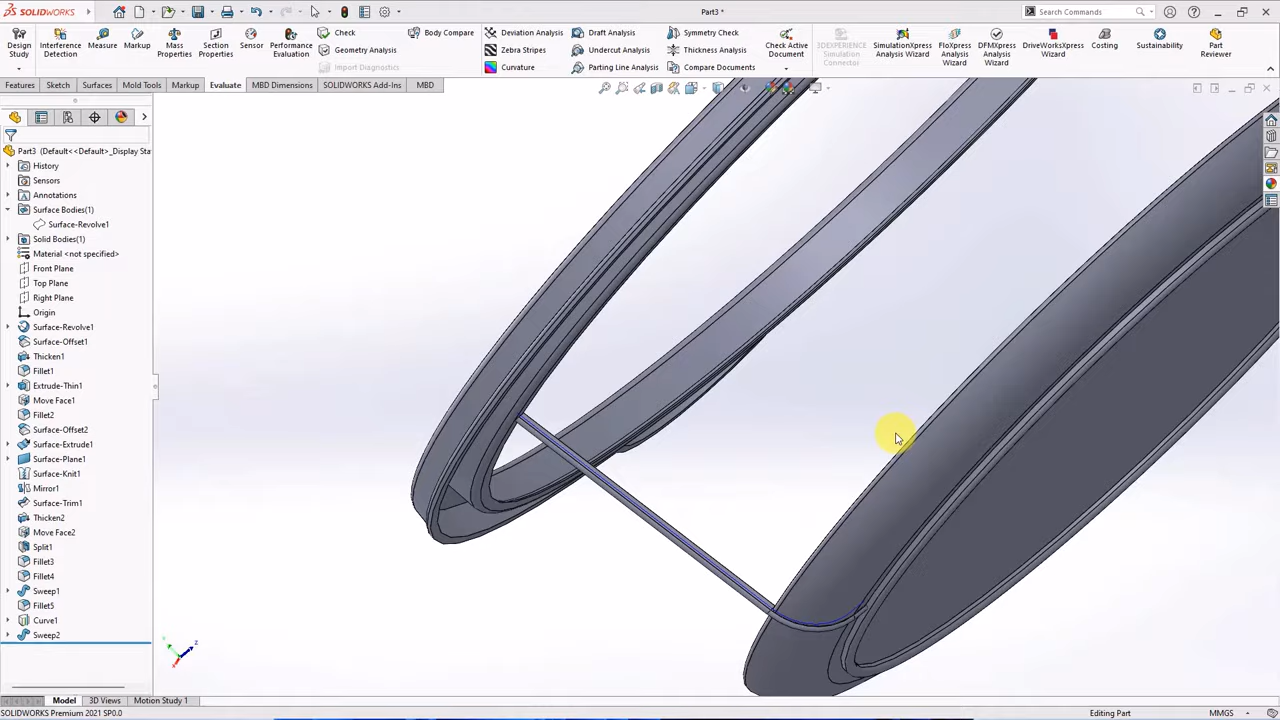 SOLIDWORKS
Part3 *
Search Commands
Design Study
Interference Detection
Measure
Markup
Mass Properties
Section Properties
Sensor
Performance Evaluation
Check
Geometry Analysis
Import Diagnostics
Body Compare
Deviation Analysis
Zebra Stripes
Curvature
Draft Analysis
Undercut Analysis
Parting Line Analysis
Symmetry Check
Thickness Analysis
Compare Documents
Check Active Document
3DEXPERIENCE Simulation Connector
SimulationXpress Analysis Wizard
FloXpress Analysis Wizard
DFMXpress Analysis Wizard
DriveWorksXpress Wizard
Costing
Sustainability
Part Reviewer
Features
Sketch
Surfaces
Mold Tools
Markup
Evaluate
MBD Dimensions
SOLIDWORKS Add-Ins
MBD
Part3 (Default<<Default>_Display Sta
History
Sensors
Annotations
Surface Bodies(1)
Surface-Revolve1
Solid Bodies(1)
Material <not specified>
Front Plane
Top Plane
Right Plane
Origin
Surface-Revolve1
Surface-Offset1
Thicken1
Fillet1
Extrude-Thin1
Move Face1
Fillet2
Surface-Offset2
Surface-Extrude1
Surface-Plane1
Surface-Knit1
Mirror1
Surface-Trim1
Thicken2
Move Face2
Split1
Fillet3
Fillet4
Sweep1
Fillet5
Curve1
Sweep2
Model
3D Views
Motion Study 1
SOLIDWORKS Premium 2021 SP0.0
Editing Part
MMGS